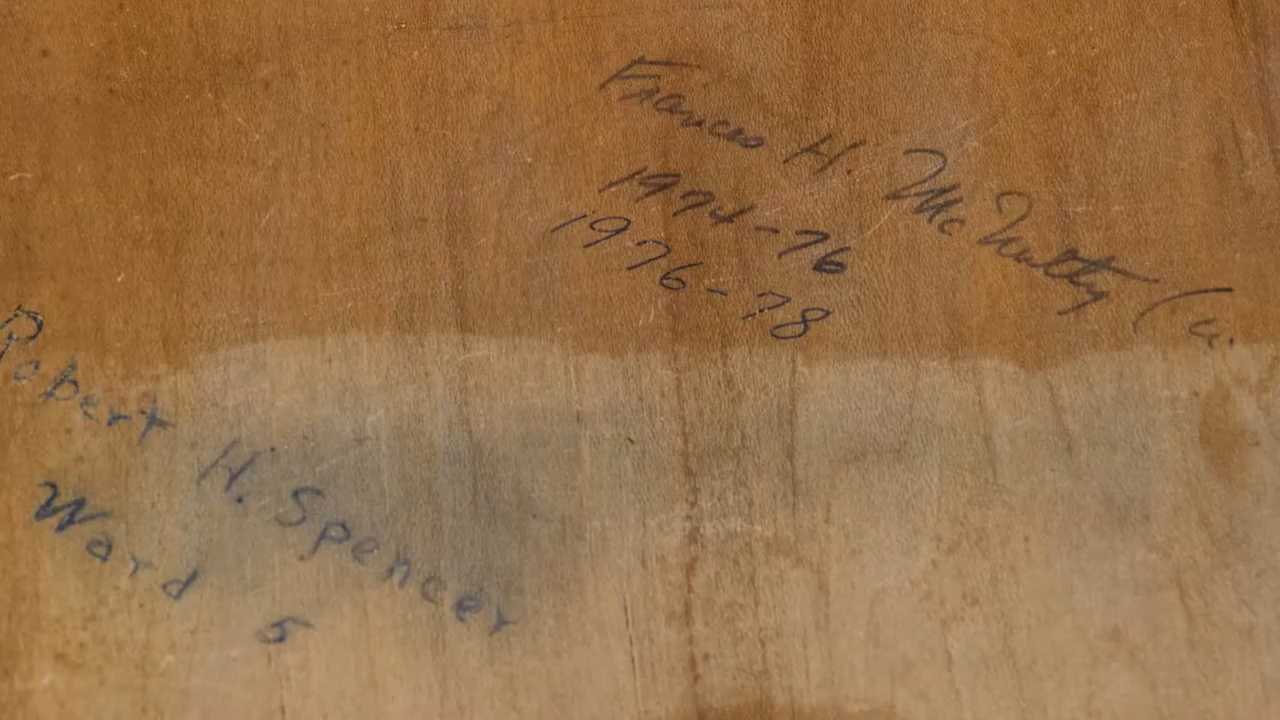 Frances H. McNulty (w.
1974-76
1976-78
Robert H. Spencer
Ward 5